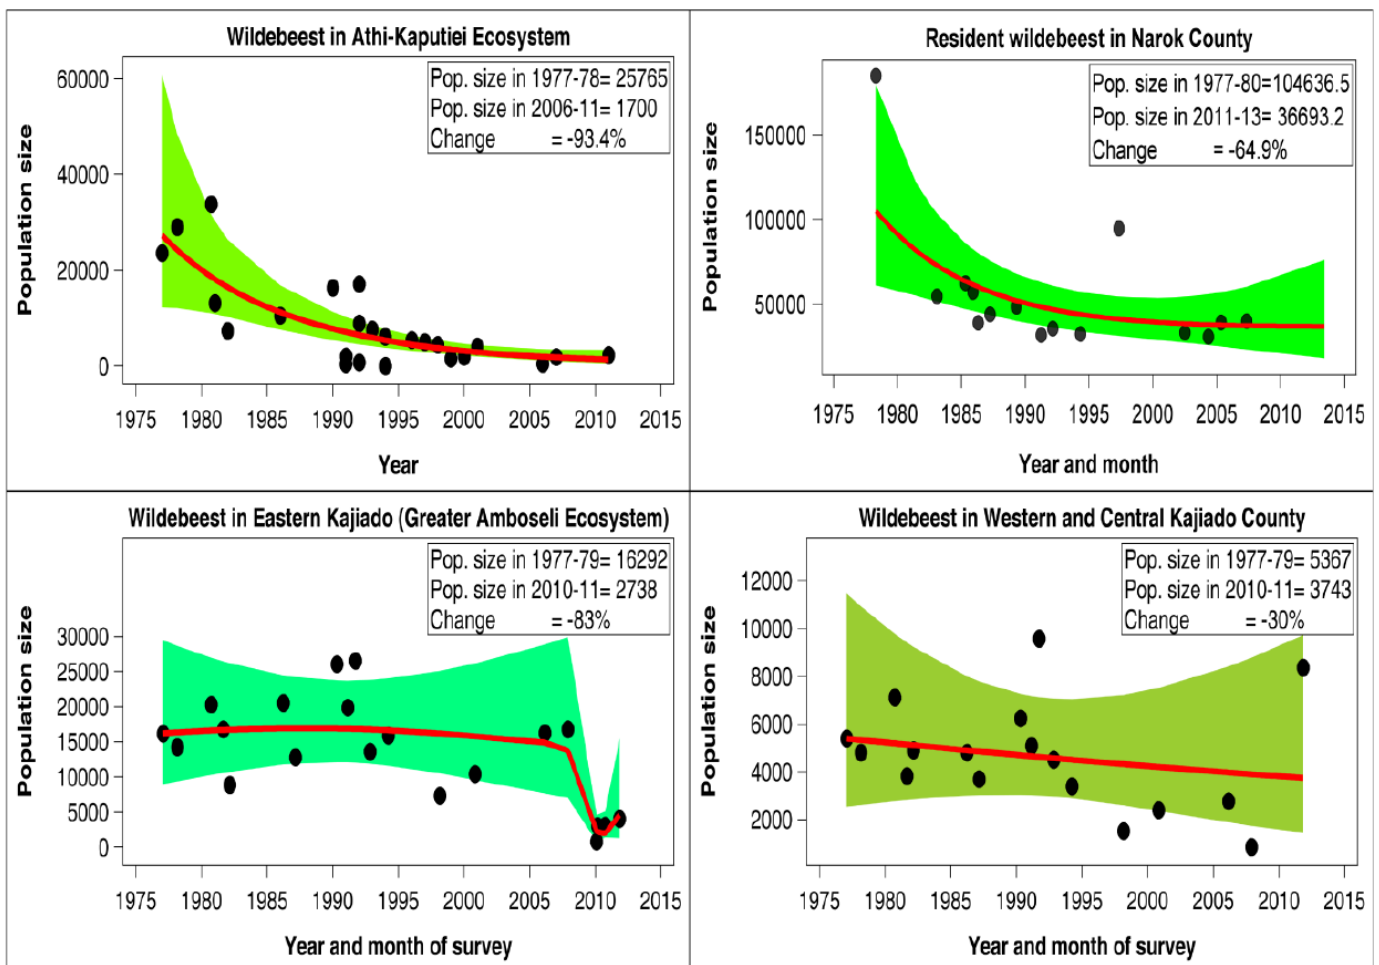 Wildebeest in Athi-Kaputiei Ecosystem
Pop. size in 1977-78= 25765
Pop. size in 2006-11= 1700
Change = -93.4%
Population size
60000
40000
20000
0
1975 1980 1985 1990 1995 2000 2005 2010 2015
Year
Resident wildebeest in Narok County
Pop. size in 1977-80=104636.5
Pop. size in 2011-13= 36693.2
Change = -64.9%
Population size
150000
100000
50000
1975 1980 1985 1990 1995 2000 2005 2010 2015
Year and month
Wildebeest in Eastern Kajiado (Greater Amboseli Ecosystem)
Pop. size in 1977-79= 16292
Pop. size in 2010-11= 2738
Change = -83%
Population size
30000
25000
20000
15000
10000
5000
0
1975 1980 1985 1990 1995 2000 2005 2010 2015
Year and month of survey
Wildebeest in Western and Central Kajiado County
Pop. size in 1977-79= 5367
Pop. size in 2010-11= 3743
Change = -30%
Population size
12000
10000
8000
6000
4000
2000
1975 1980 1985 1990 1995 2000 2005 2010 2015
Year and month of survey